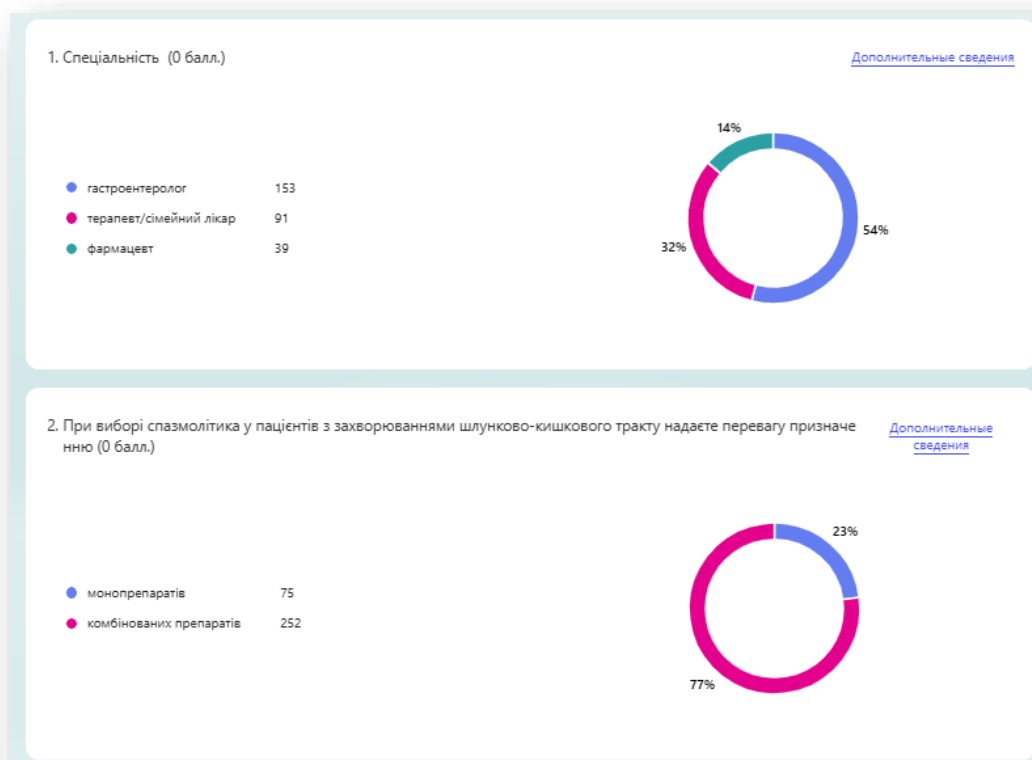 1. Спеціальність (0 балл.)
Дополнительные сведения
14%
гастроентеролог 153
терапевт/сімейний лікар 91
фармацевт 39
54%
32%
2. При виборі спазмолітика у пацієнтів з захворюваннями шлунково-кишкового тракту надаєте перевагу призначе
нню (0 балл.)
Дополнительные
сведения
23%
монопрепаратів 75
комбінованих препаратів 252
77%